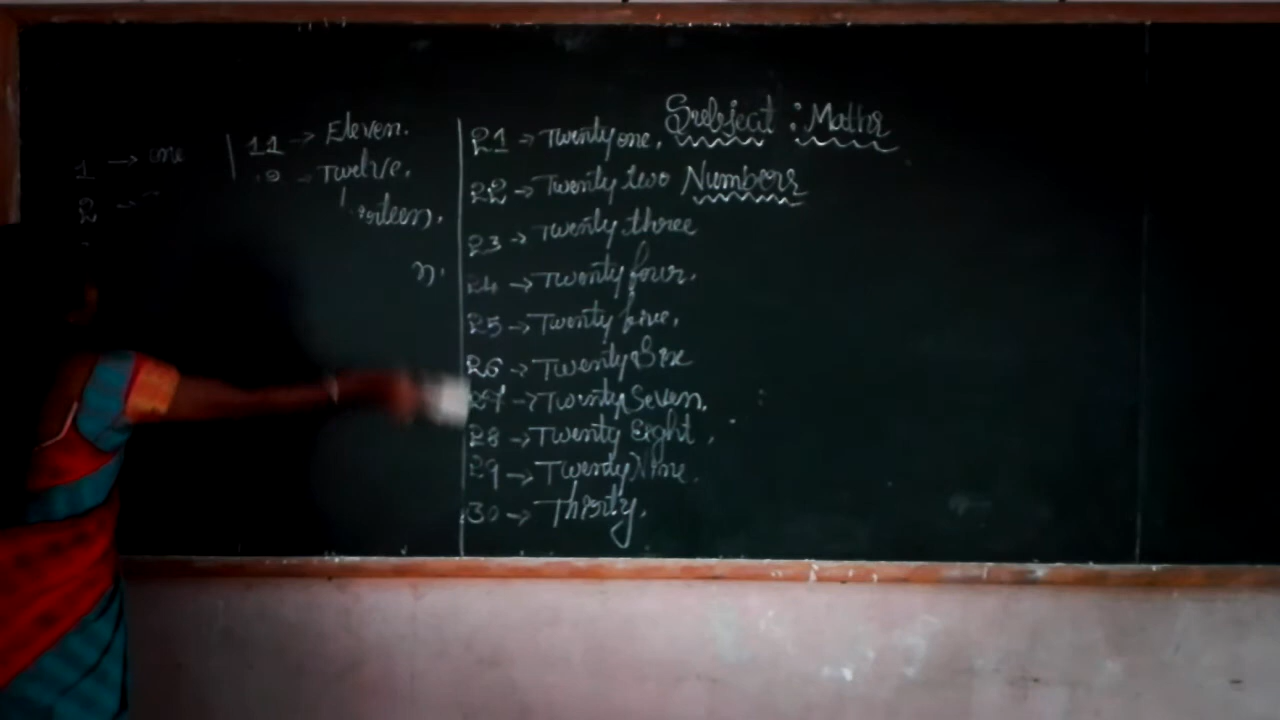 Subject : Maths
Numbers
1 → one
2
11 → Eleven.
Twelve.
21 → Twenty one.
22 → Twenty two
23 → Twenty three
24 → Twenty four.
25 → Twenty five.
26 → Twenty Six
27 → Twenty Seven.
28 → Twenty Eight.
29 → Twenty Nine.
30 → Thirty.